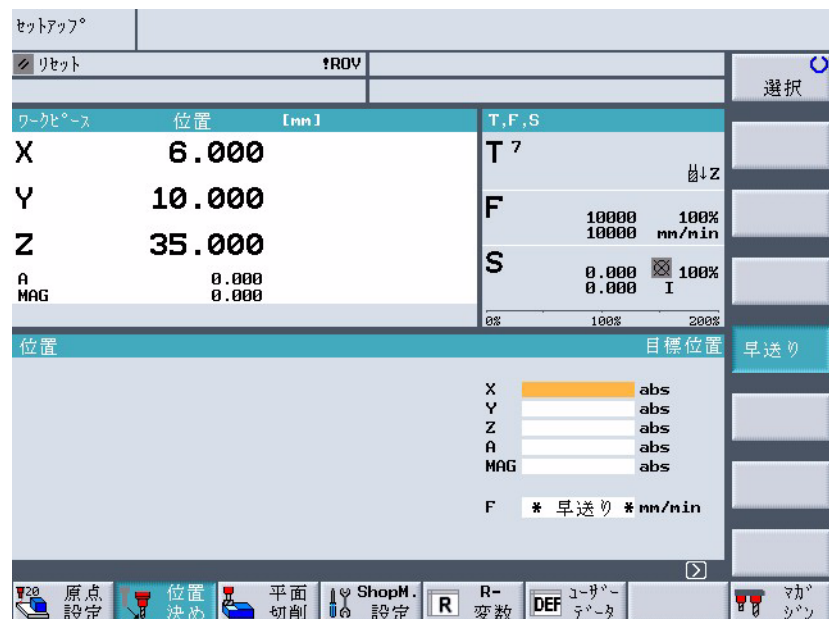 ｾｯﾄｱｯﾌﾟ
ﾘｾｯﾄ !ROV
選択
ﾜｰｸﾋﾟｰｽ 位置 [mm] T,F,S
X 6.000 T 7
↓Z
Y 10.000
F 10000 100%
10000 mm/min
Z 35.000
S 0.000 100%
0.000 I
A 0.000
MAG 0.000
0% 100% 200%
位置 目標位置
早送り
X abs
Y abs
Z abs
A abs
MAG abs
F * 早送り * mm/min
T20 原点設定
位置決め
平面切削
ShopM.設定
R R-変数
DEF ﾕｰｻﾞｰﾃﾞｰﾀ
ﾏｶﾞｼﾞﾝ